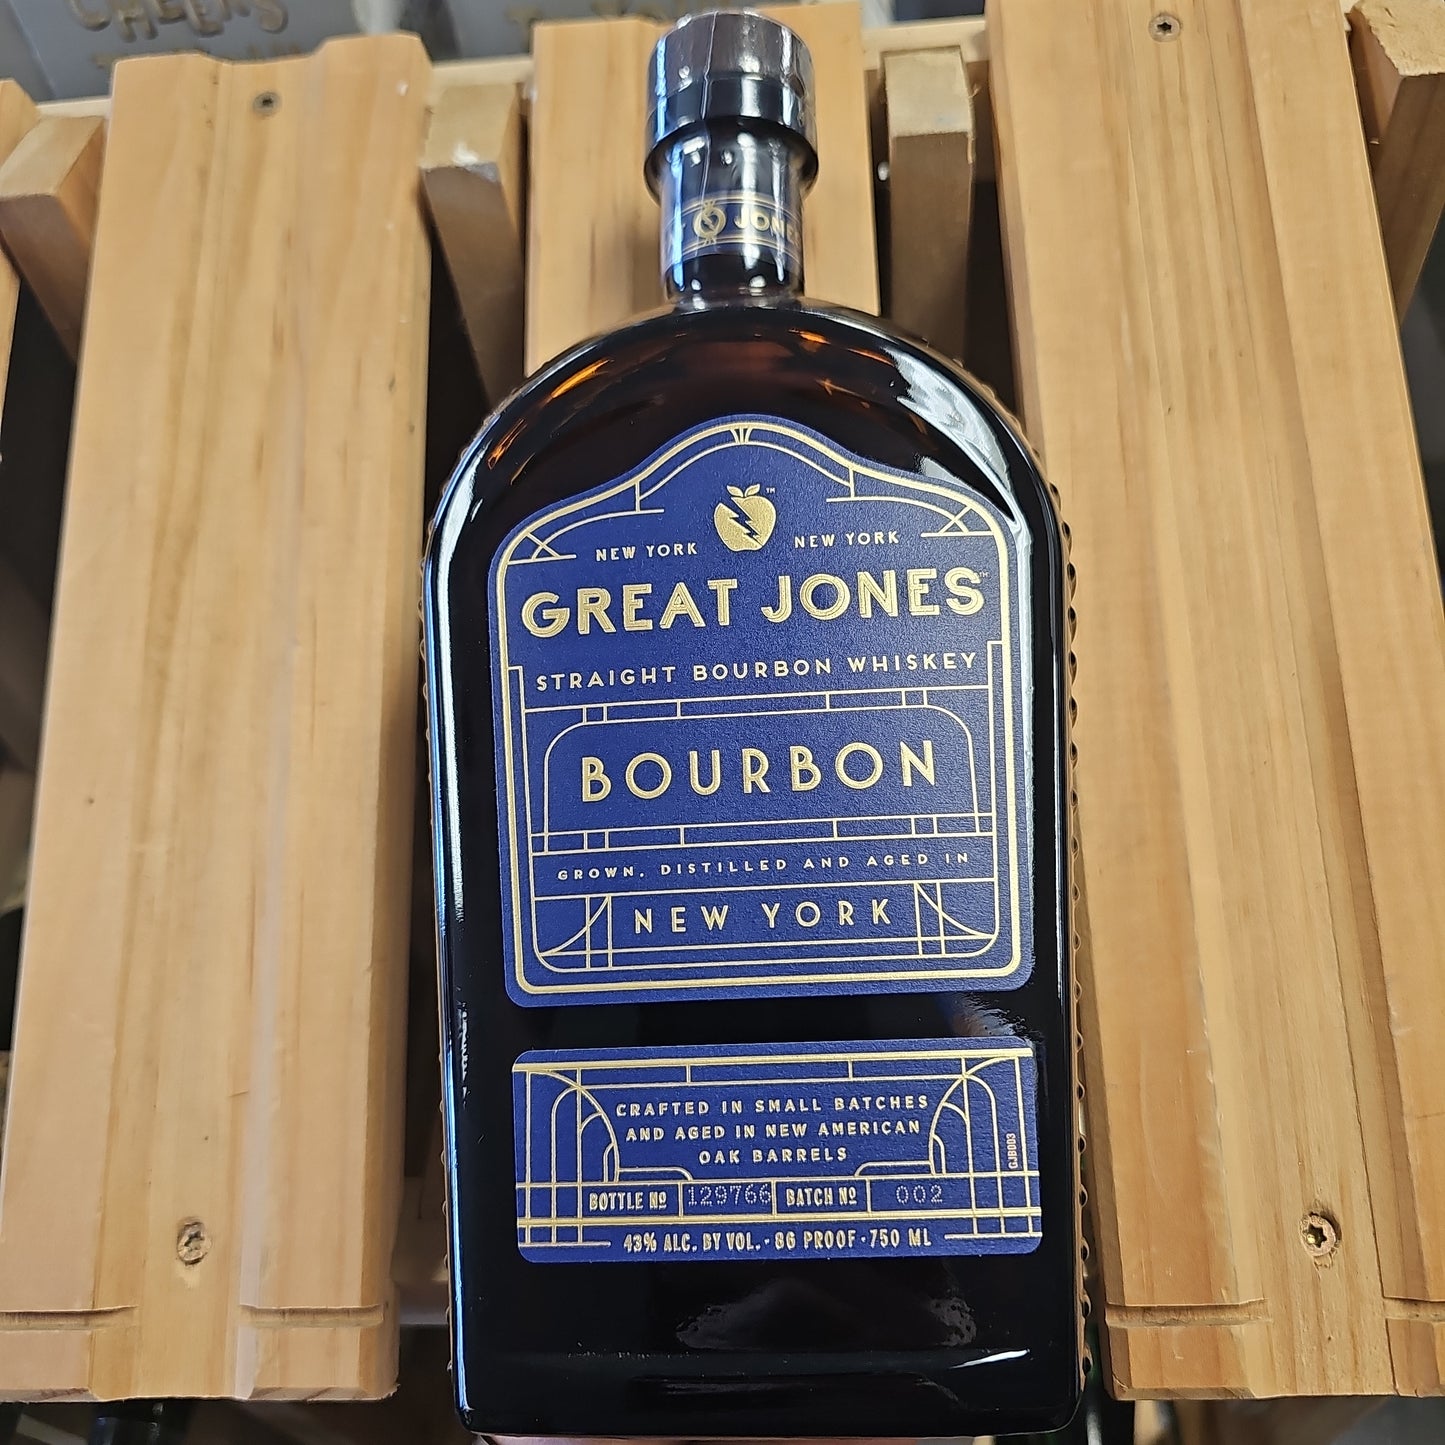 CHEERS
JONES
NEW YORK NEW YORK
GREAT JONES™
STRAIGHT BOURBON WHISKEY
BOURBON
GROWN, DISTILLED AND AGED IN
NEW YORK
CRAFTED IN SMALL BATCHES
AND AGED IN NEW AMERICAN
OAK BARRELS
GJB003
BOTTLE Nº 129766 BATCH Nº 002
43% ALC. BY VOL. · 86 PROOF · 750 ML